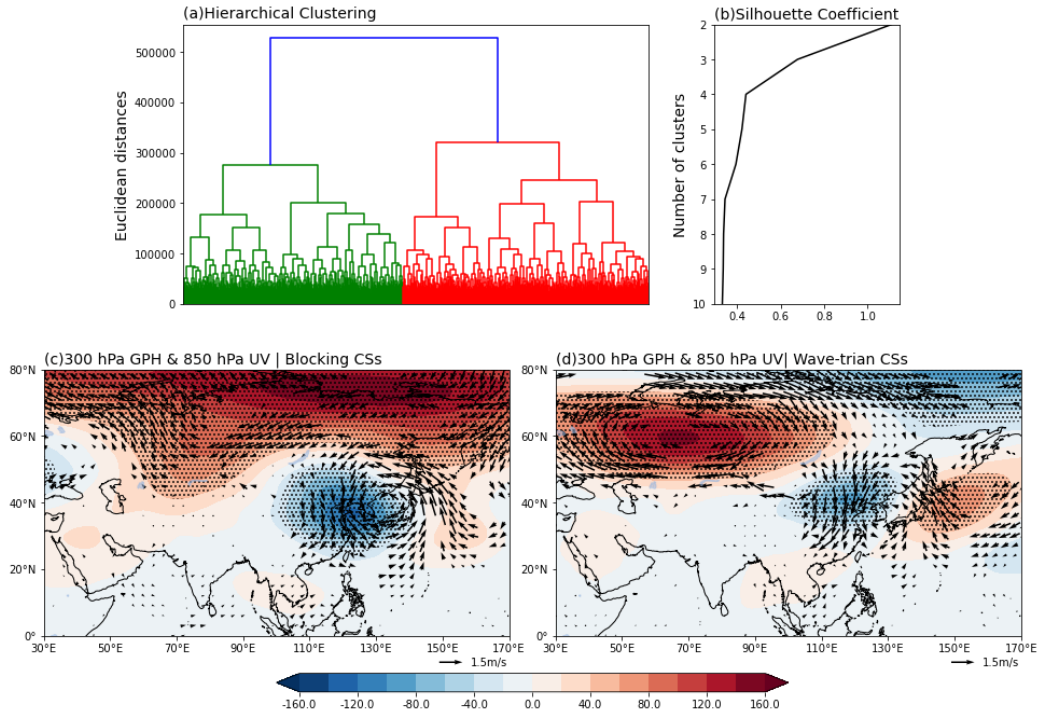 (a)Hierarchical Clustering
(b)Silhouette Coefficient
Euclidean distances
500000
400000
300000
200000
100000
0
Number of clusters
2
3
4
5
6
7
8
9
10
0.4 0.6 0.8 1.0
(c)300 hPa GPH & 850 hPa UV | Blocking CSs
80°N
60°N
40°N
20°N
0°
30°E 50°E 70°E 90°E 110°E 130°E 150°E 170°E
1.5m/s
(d)300 hPa GPH & 850 hPa UV| Wave-trian CSs
80°N
60°N
40°N
20°N
0°
30°E 50°E 70°E 90°E 110°E 130°E 150°E 170°E
1.5m/s
-160.0 -120.0 -80.0 -40.0 0.0 40.0 80.0 120.0 160.0